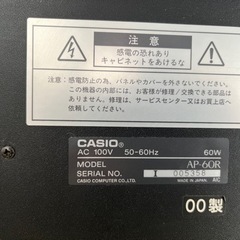 注意
感電の恐れあり
キャビネットをあけるな
感電防止の為、パネルやカバーを外さないでください。
この機器の内部には、お客様が修理/交換できる部品は
ありません。
修理は、サービスセンター又はお買上げ店へ
依頼してください。
CASIO
AC 100V 50-60Hz 60W
MODEL AP-60R
SERIAL NO. 005358
CASIO COMPUTER CO.,LTD. MADE IN JAPAN
00製